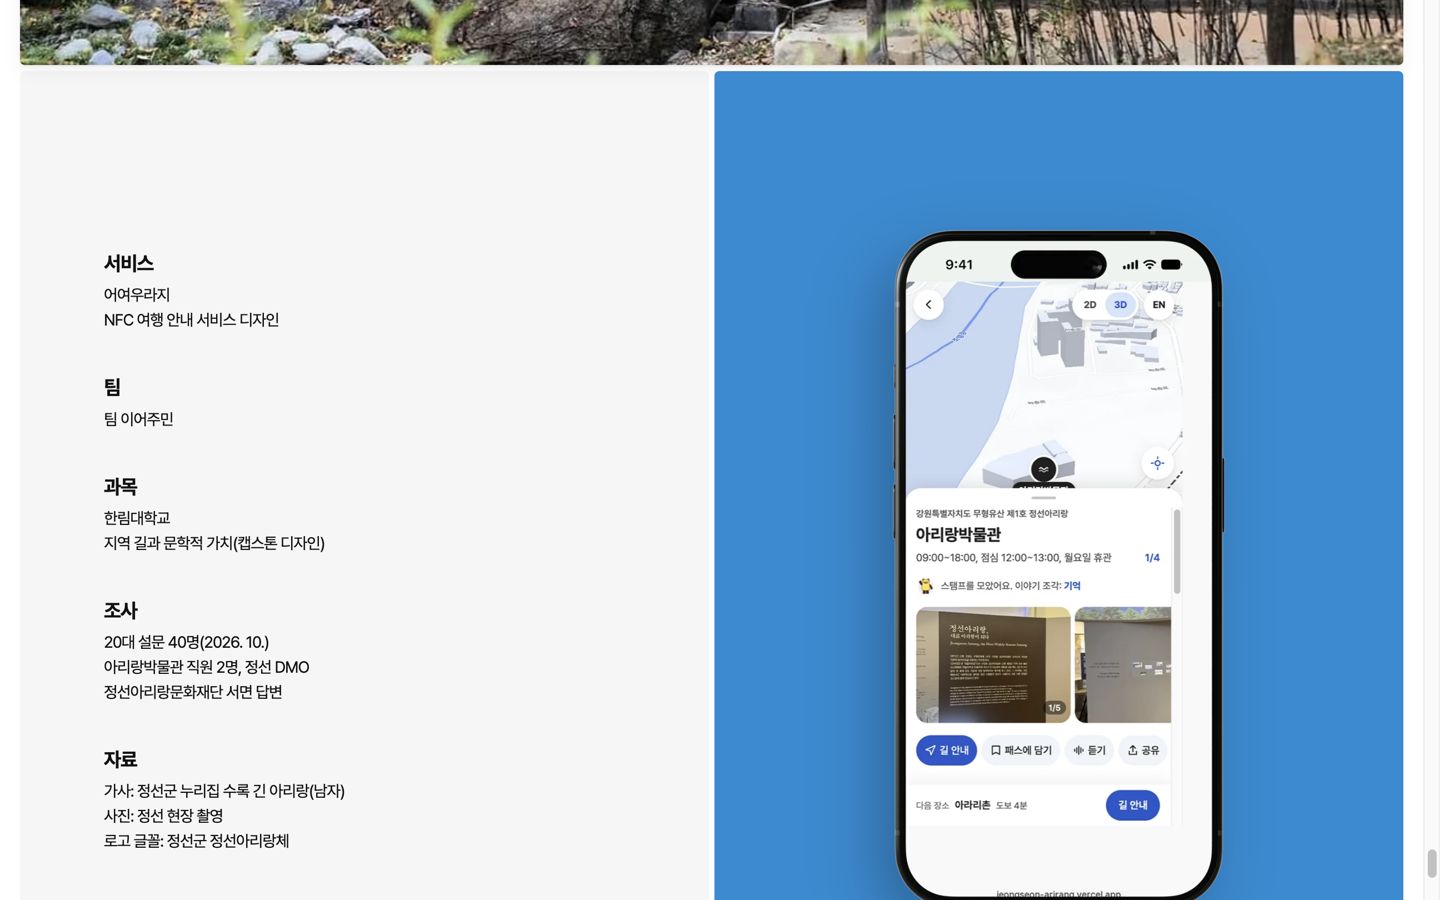 서비스
어여우라지
NFC 여행 안내 서비스 디자인
팀
팀 이어주민
과목
한림대학교
지역 길과 문학적 가치(캡스톤 디자인)
조사
20대 설문 40명(2026. 10.)
아리랑박물관 직원 2명, 정선 DMO
정선아리랑문화재단 서면 답변
자료
가사: 정선군 누리집 수록 긴 아리랑(남자)
사진: 정선 현장 촬영
로고 글꼴: 정선군 정선아리랑체
9:41
2D 3D EN
강원특별자치도 무형유산 제1호 정선아리랑
아리랑박물관
09:00~18:00, 점심 12:00~13:00, 월요일 휴관 1/4
스탬프를 모았어요. 이야기 조각: 기억
정선아리랑,
1/5
길 안내 패스에 담기 듣기 공유
다음 장소 아라리촌 도보 4분 길 안내
jeongseon-arirang.vercel.app